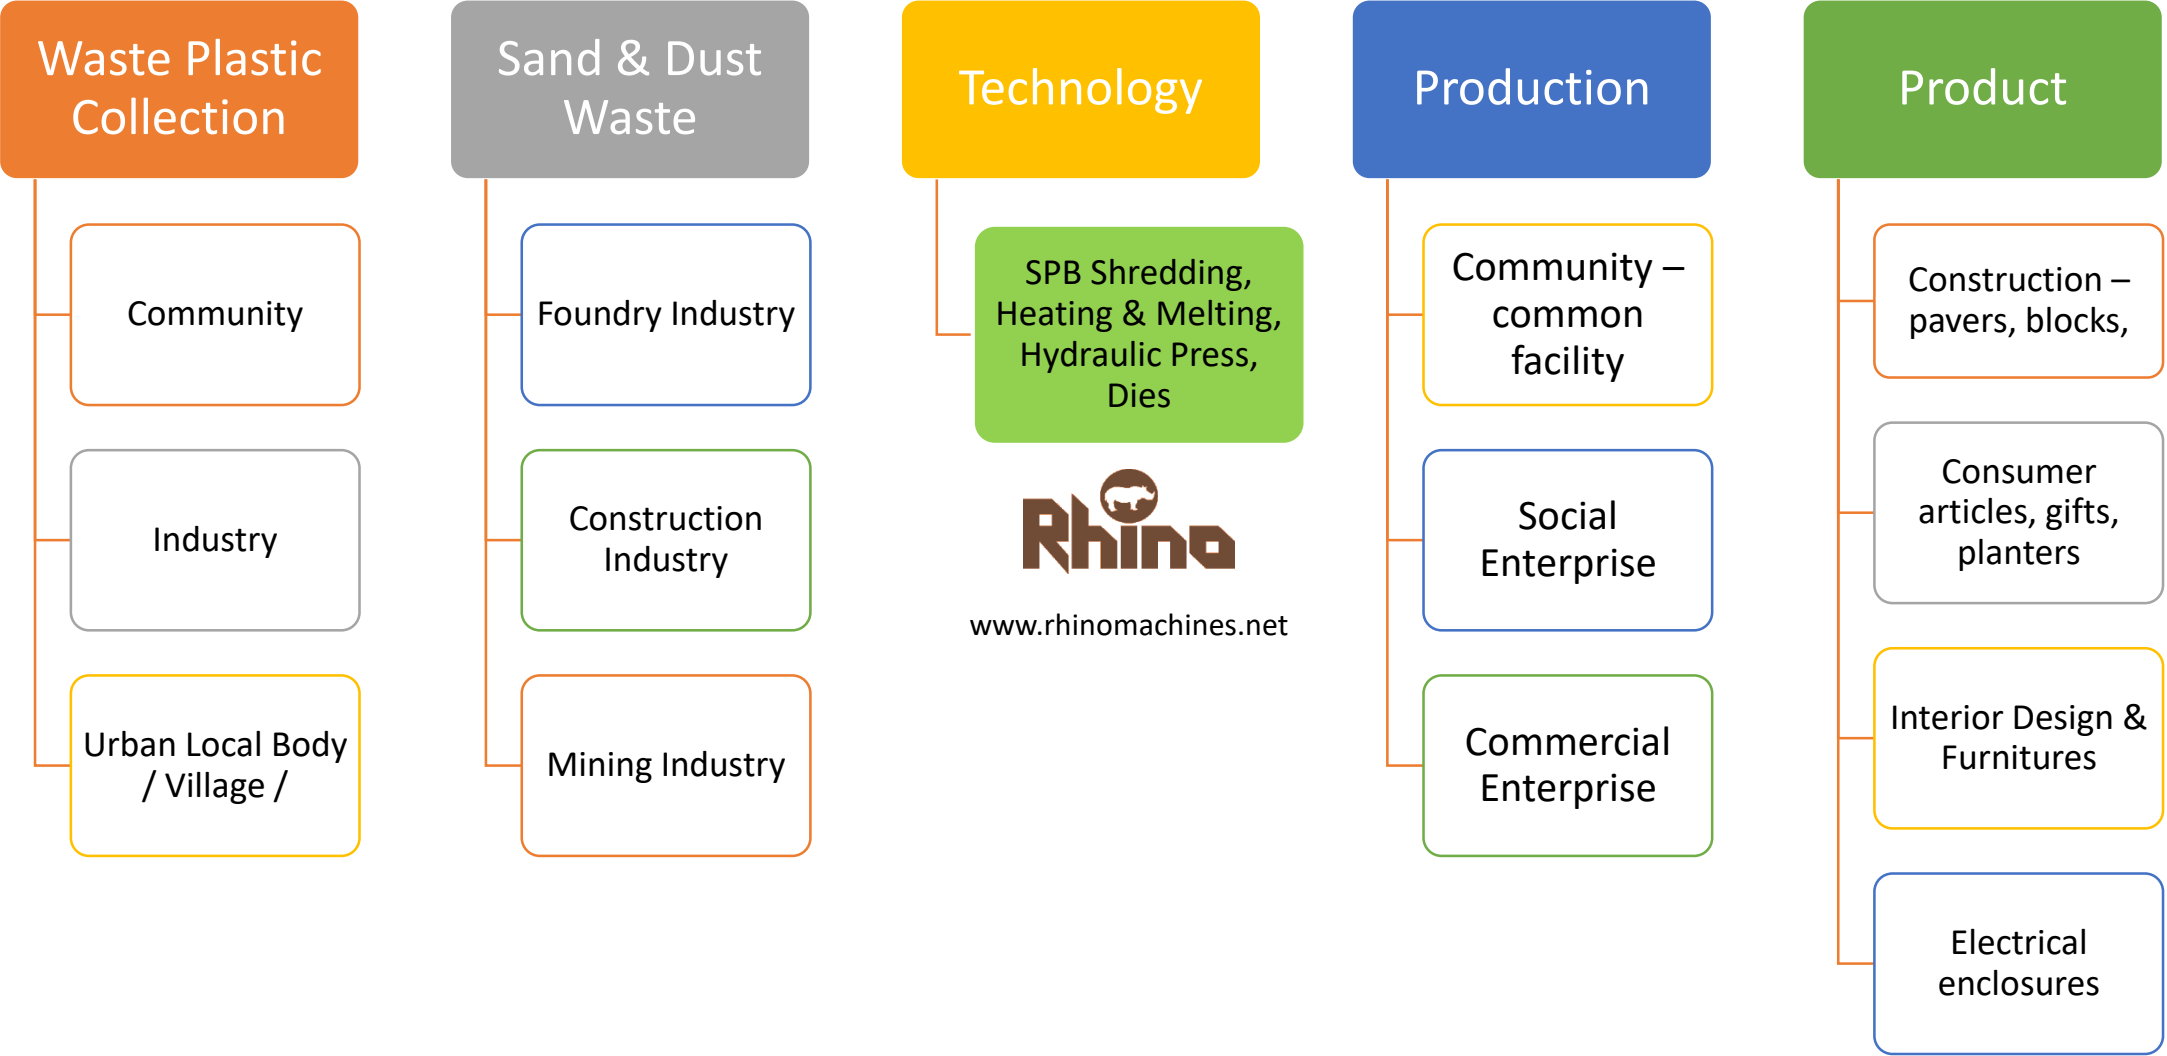 Waste Plastic
Collection
Community
Industry
Urban Local Body
/ Village /
Sand & Dust
Waste
Foundry Industry
Construction
Industry
Mining Industry
Technology
SPB Shredding,
Heating & Melting,
Hydraulic Press,
Dies
Rhino
www.rhinomachines.net
Production
Community –
common
facility
Social
Enterprise
Commercial
Enterprise
Product
Construction –
pavers, blocks,
Consumer
articles, gifts,
planters
Interior Design &
Furnitures
Electrical
enclosures